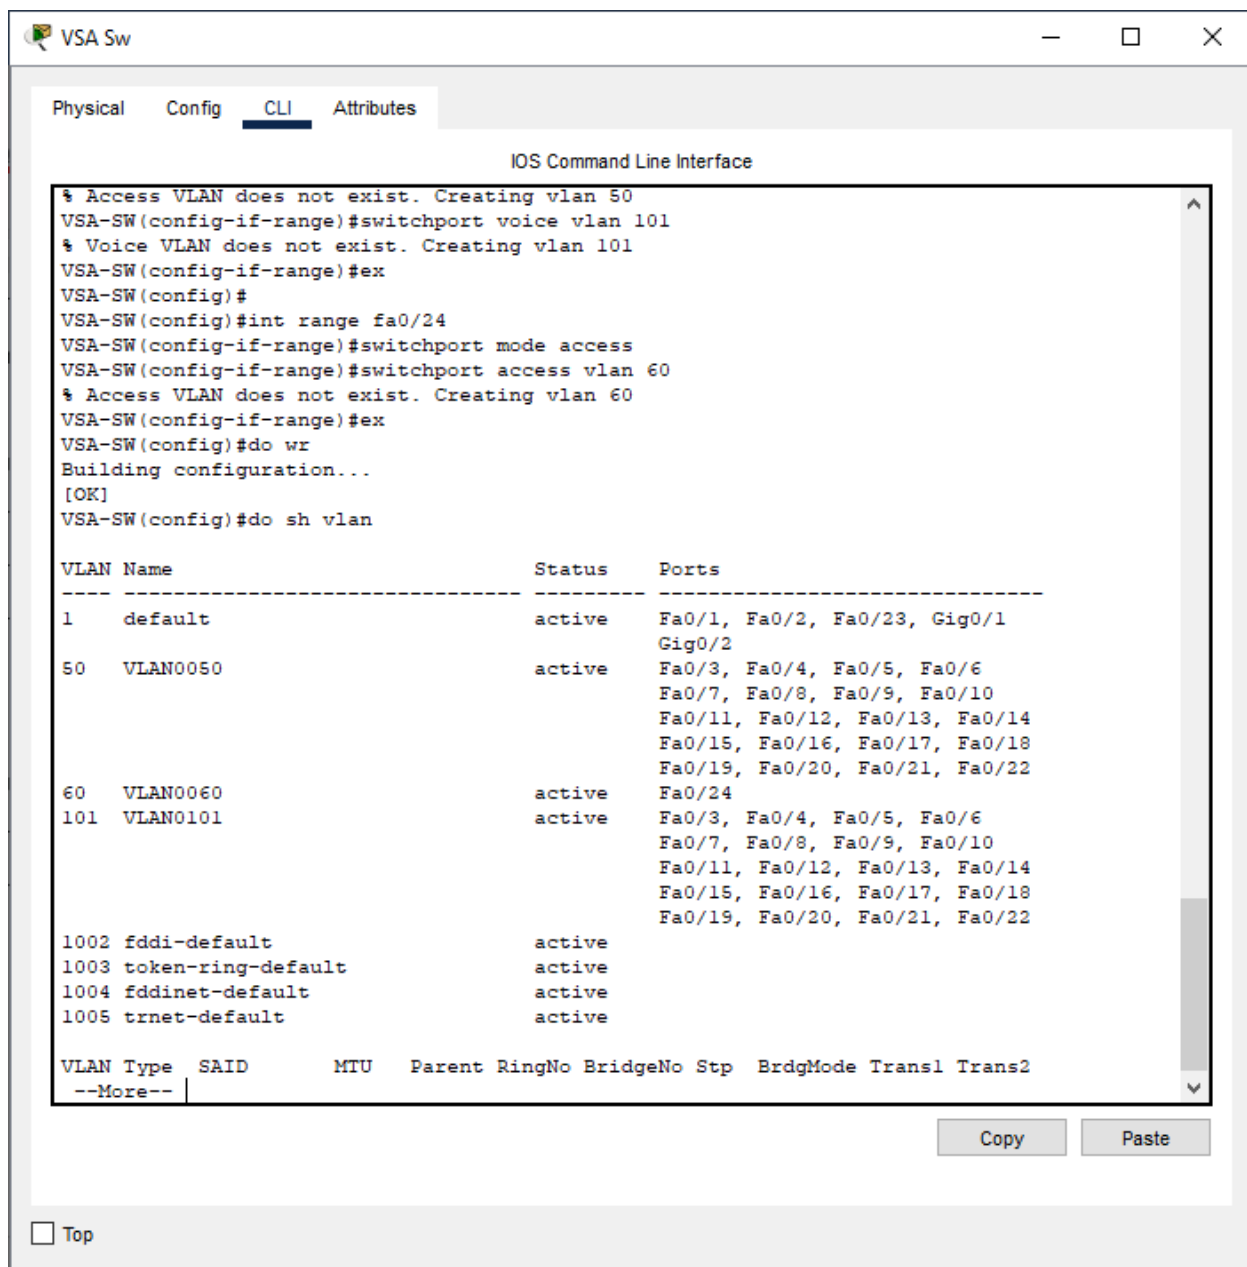 VSA Sw
Physical Config CLI Attributes
IOS Command Line Interface
% Access VLAN does not exist. Creating vlan 50
VSA-SW(config-if-range)#switchport voice vlan 101
% Voice VLAN does not exist. Creating vlan 101
VSA-SW(config-if-range)#ex
VSA-SW(config)#
VSA-SW(config)#int range fa0/24
VSA-SW(config-if-range)#switchport mode access
VSA-SW(config-if-range)#switchport access vlan 60
% Access VLAN does not exist. Creating vlan 60
VSA-SW(config-if-range)#ex
VSA-SW(config)#do wr
Building configuration...
[OK]
VSA-SW(config)#do sh vlan
VLAN Name                             Status    Ports
---- -------------------------------- --------- -------------------------------
1    default                          active    Fa0/1, Fa0/2, Fa0/23, Gig0/1
                                                Gig0/2
50   VLAN0050                         active    Fa0/3, Fa0/4, Fa0/5, Fa0/6
                                                Fa0/7, Fa0/8, Fa0/9, Fa0/10
                                                Fa0/11, Fa0/12, Fa0/13, Fa0/14
                                                Fa0/15, Fa0/16, Fa0/17, Fa0/18
                                                Fa0/19, Fa0/20, Fa0/21, Fa0/22
60   VLAN0060                         active    Fa0/24
101  VLAN0101                         active    Fa0/3, Fa0/4, Fa0/5, Fa0/6
                                                Fa0/7, Fa0/8, Fa0/9, Fa0/10
                                                Fa0/11, Fa0/12, Fa0/13, Fa0/14
                                                Fa0/15, Fa0/16, Fa0/17, Fa0/18
                                                Fa0/19, Fa0/20, Fa0/21, Fa0/22
1002 fddi-default                     active
1003 token-ring-default               active
1004 fddinet-default                  active
1005 trnet-default                    active
VLAN Type  SAID       MTU   Parent RingNo BridgeNo Stp  BrdgMode Trans1 Trans2
 --More--
Copy Paste
Top